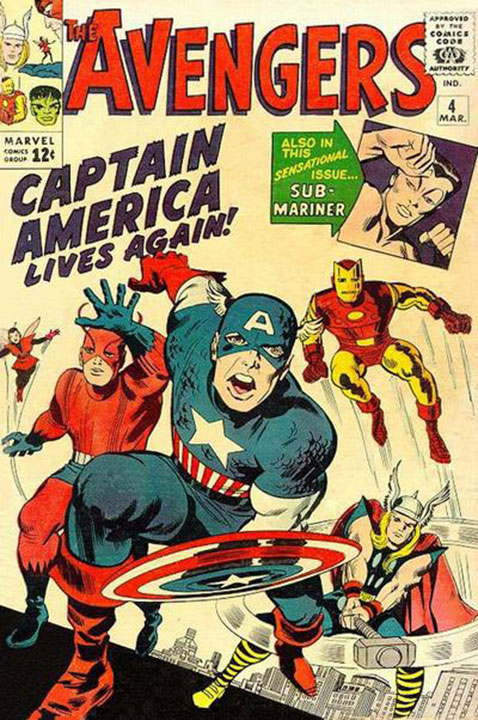 THE AVENGERS
APPROVED
BY THE
COMICS
CODE
CA
AUTHORITY
IND.
4
MAR.
MARVEL
COMICS
GROUP 12¢
CAPTAIN
AMERICA
LIVES AGAIN!
ALSO IN
THIS
SENSATIONAL
ISSUE...
SUB-
MARINER
A